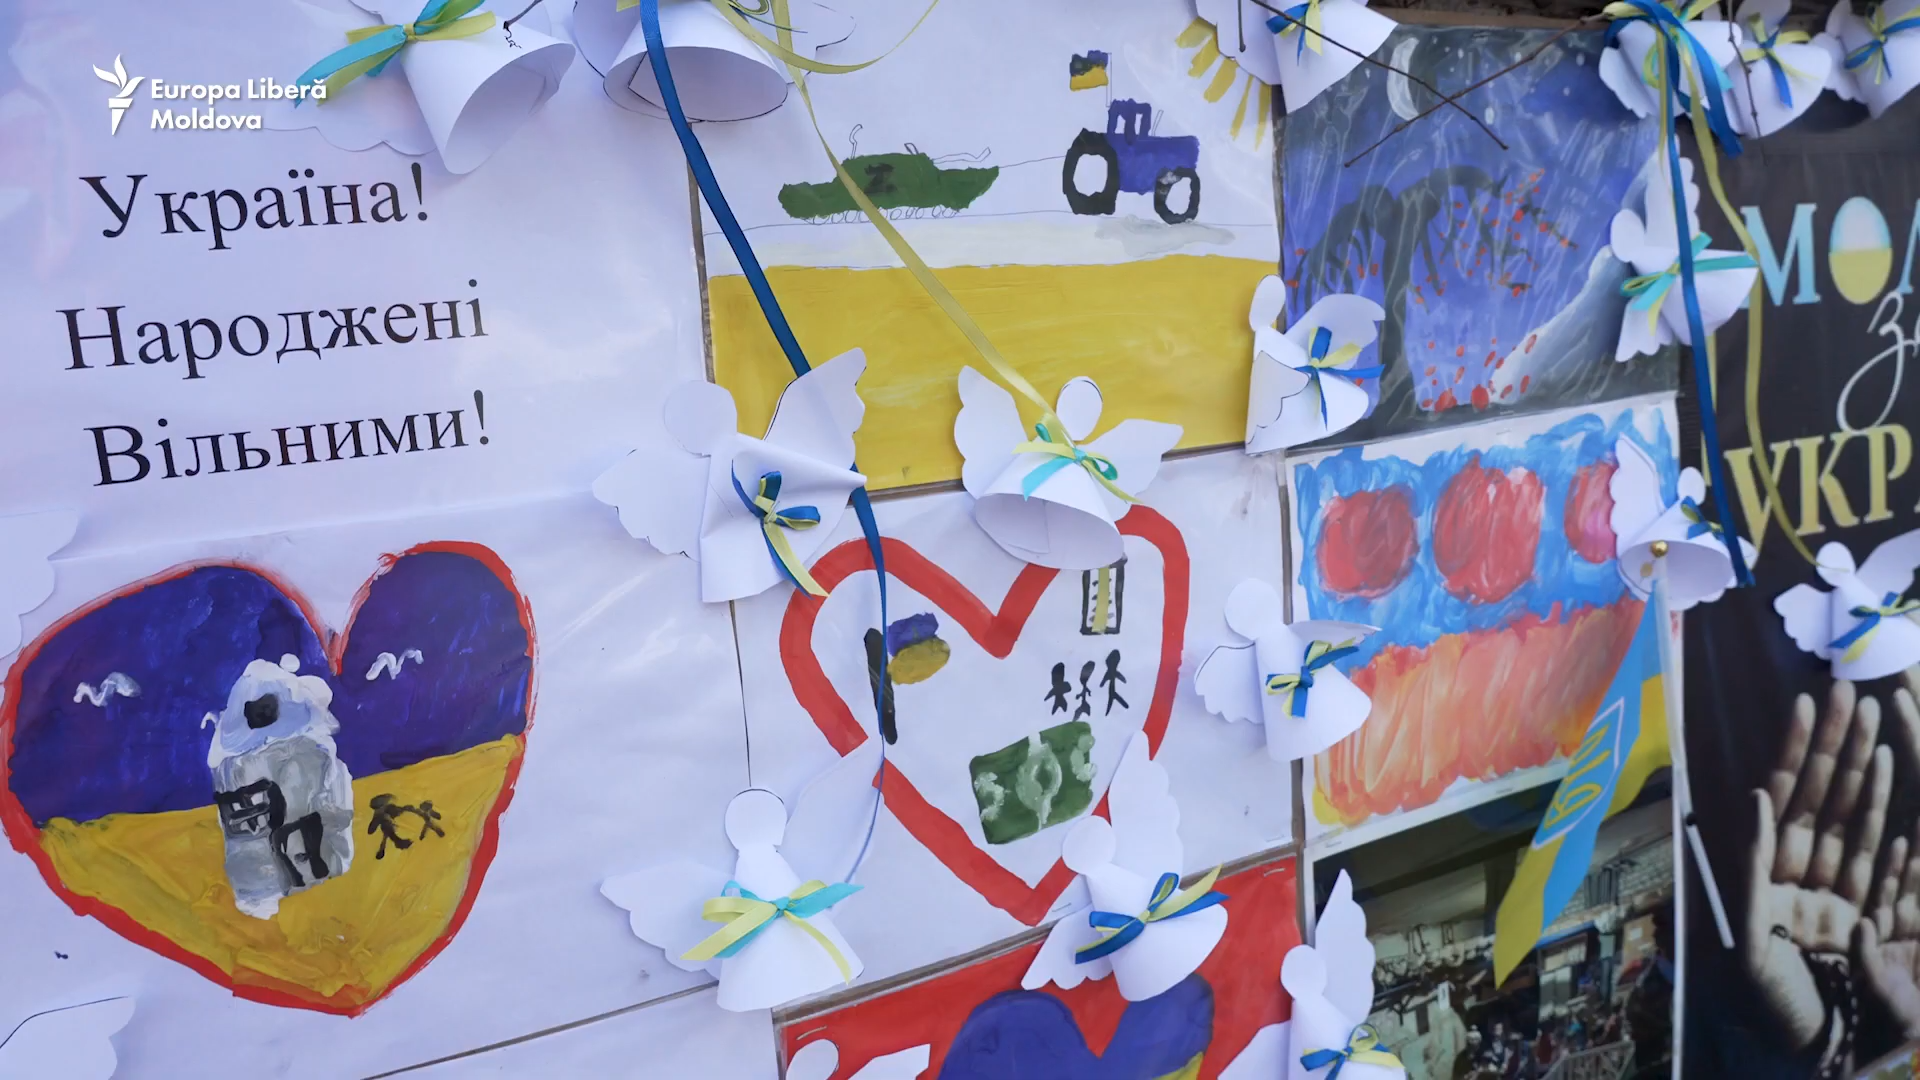 Europa Liberă
Moldova
Україна!
Народжені
Вільними!
Z